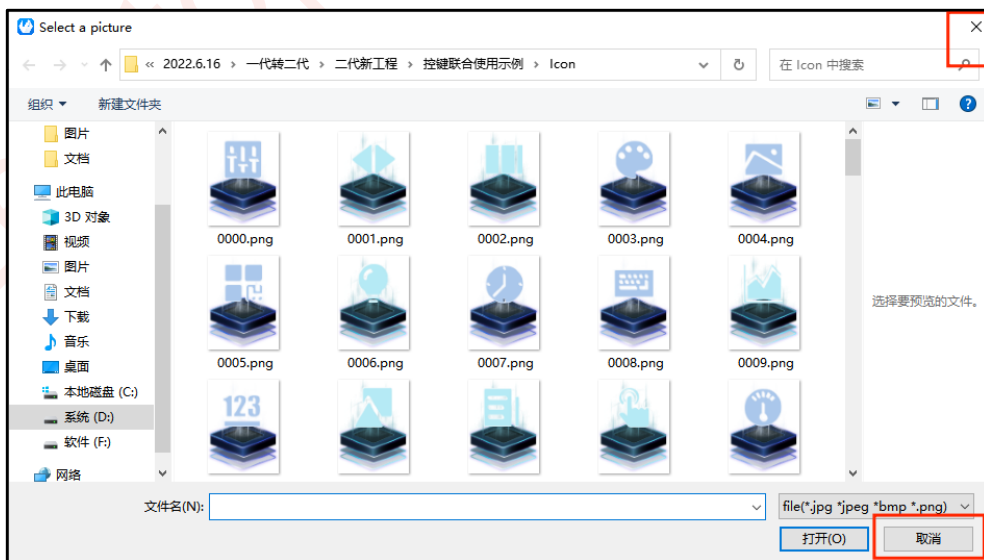 Select a picture
« 2022.6.16 › 一代转二代 › 二代新工程 › 控键联合使用示例 › Icon
在 Icon 中搜索
组织 新建文件夹
图片
文档
此电脑
3D 对象
视频
图片
文档
下载
音乐
桌面
本地磁盘 (C:)
系统 (D:)
软件 (F:)
网络
0000.png 0001.png 0002.png 0003.png 0004.png
0005.png 0006.png 0007.png 0008.png 0009.png
123
选择要预览的文件。
文件名(N): file(*.jpg *jpeg *bmp *.png)
打开(O) 取消